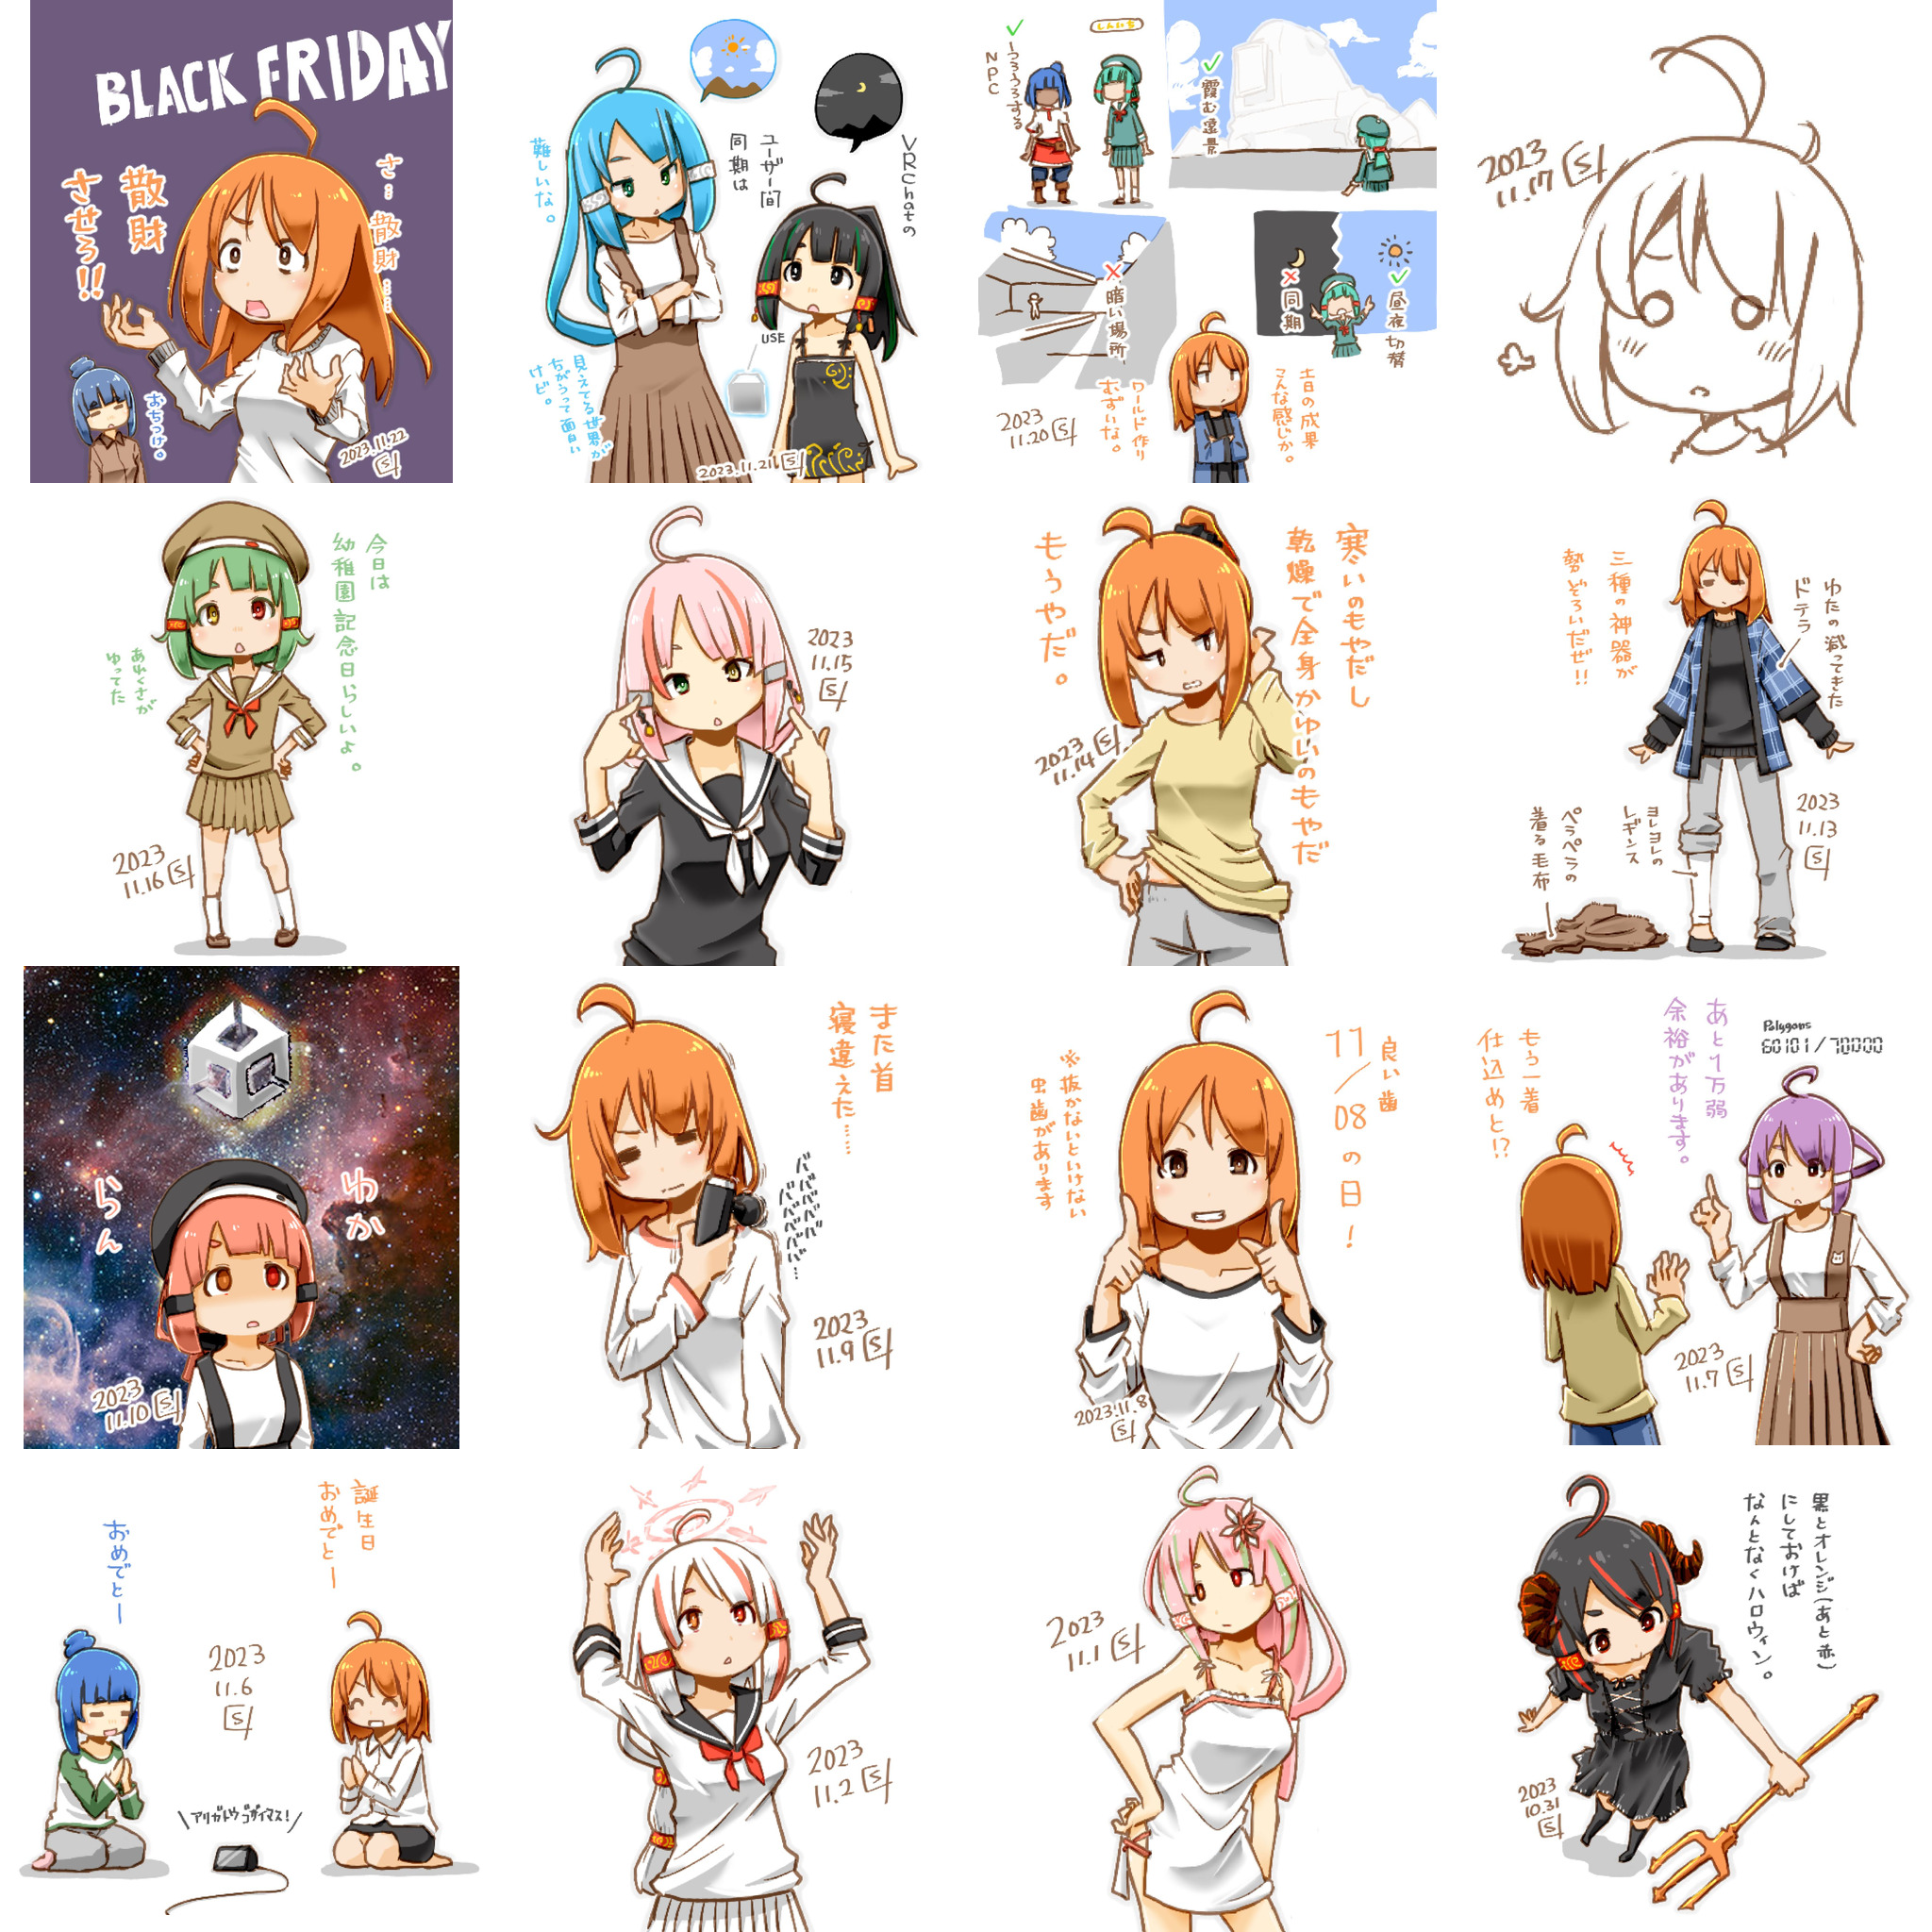 BLACK FRIDAY
さ…散財……
散財
させろ!!
おちつけ。
2023.11.22
VRChatの
ユーザー間
同期は
難しいな。
USE
見えてる世界が
ちがうって面白い
けど。
2023.11.21
しんいち
うろうろする
NPC
霞む遠景
暗い場所
同期
昼夜切替
土日の成果
こんな感じか。
ワールド作り
むずいな。
2023
11.20
2023
11.17
今日は
幼稚園記念日らしいよ。
あれくさが
ゆってた
2023
11.16
2023
11.15
寒いのもやだし
乾燥で全身かゆいのもやだ
もうやだ。
2023
11.14
ゆたの減ってきた
ドテラ
三種の神器が
勢ぞろいだぜ!!
ヨレヨレの
レギンス
ペラペラの
着る毛布
2023
11.13
ゆか
らん
2023
11.10
また首
寝違えた……
ババババババババババ…
2023
11.9
良い歯
11/08の日!
※抜かないといけない
虫歯があります
2023.11.8
Polygons
60101/70000
あと1万弱
余裕があります。
もう一着
仕込めと!?
2023
11.7
誕生日
おめでとー
おめでとー
2023
11.6
\アリガトウゴザイマス!/
2023
11.2
2023
11.1
黒とオレンジ(あと赤)
にしておけば
なんとなくハロウィン。
2023
10.31